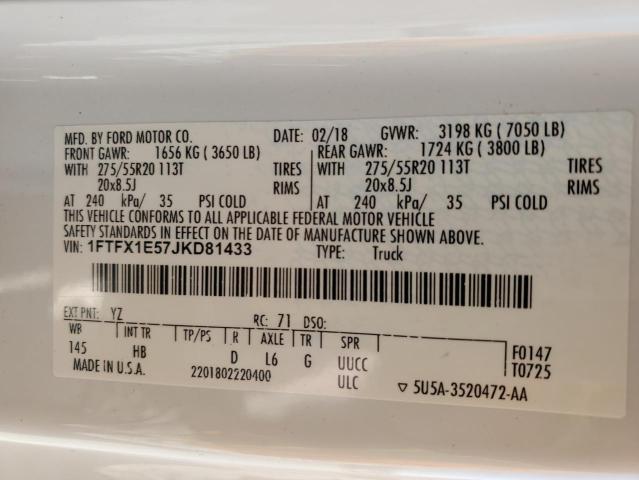 MFD. BY FORD MOTOR CO. DATE: 02/18 GVWR: 3198 KG ( 7050 LB)
FRONT GAWR: 1656 KG ( 3650 LB) REAR GAWR: 1724 KG ( 3800 LB)
WITH 275/55R20 113T TIRES WITH 275/55R20 113T TIRES
20x8.5J RIMS 20x8.5J RIMS
AT 240 kPa/ 35 PSI COLD AT 240 kPa/ 35 PSI COLD
THIS VEHICLE CONFORMS TO ALL APPLICABLE FEDERAL MOTOR VEHICLE
SAFETY STANDARDS IN EFFECT ON THE DATE OF MANUFACTURE SHOWN ABOVE.
VIN: 1FTFX1E57JKD81433 TYPE: Truck
EXT PNT: YZ RC: 71 DSO:
WB INT TR TP/PS R AXLE TR SPR
145 HB D L6 G UUCC F0147
ULC T0725
MADE IN U.S.A. 2201802220400 ▽ 5U5A-3520472-AA